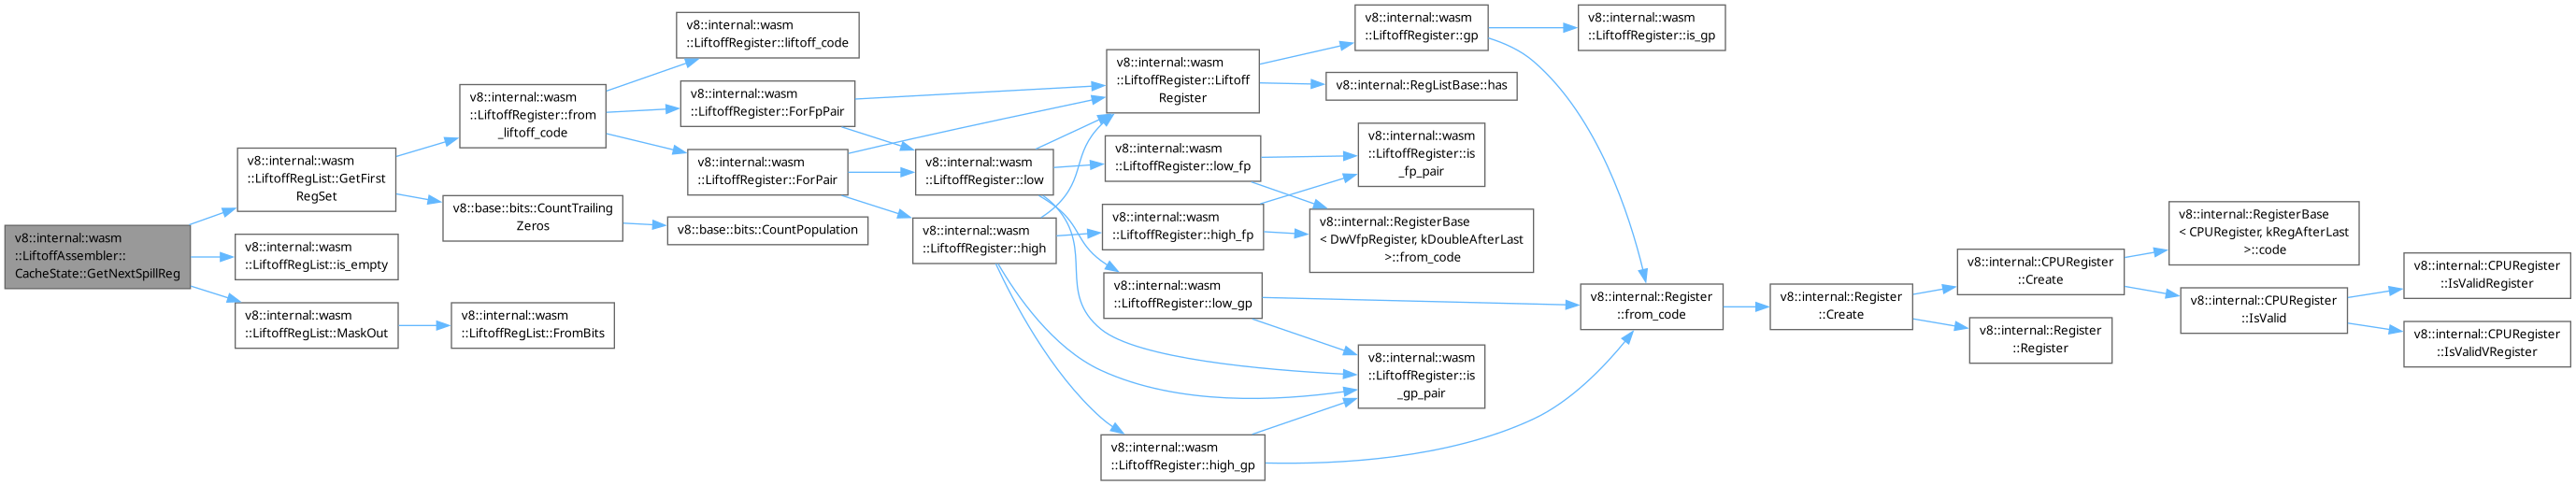 v8::internal::wasm
::LiftoffAssembler::
CacheState::GetNextSpillReg
v8::internal::wasm
::LiftoffRegList::GetFirst
RegSet
v8::internal::wasm
::LiftoffRegList::is_empty
v8::internal::wasm
::LiftoffRegList::MaskOut
v8::internal::wasm
::LiftoffRegister::from
_liftoff_code
v8::base::bits::CountTrailing
Zeros
v8::internal::wasm
::LiftoffRegList::FromBits
v8::internal::wasm
::LiftoffRegister::liftoff_code
v8::internal::wasm
::LiftoffRegister::ForFpPair
v8::internal::wasm
::LiftoffRegister::ForPair
v8::base::bits::CountPopulation
v8::internal::wasm
::LiftoffRegister::low
v8::internal::wasm
::LiftoffRegister::high
v8::internal::wasm
::LiftoffRegister::Liftoff
Register
v8::internal::wasm
::LiftoffRegister::low_fp
v8::internal::wasm
::LiftoffRegister::high_fp
v8::internal::wasm
::LiftoffRegister::low_gp
v8::internal::wasm
::LiftoffRegister::high_gp
v8::internal::wasm
::LiftoffRegister::gp
v8::internal::RegListBase::has
v8::internal::wasm
::LiftoffRegister::is
_fp_pair
v8::internal::RegisterBase
< DwVfpRegister, kDoubleAfterLast
>::from_code
v8::internal::wasm
::LiftoffRegister::is
_gp_pair
v8::internal::wasm
::LiftoffRegister::is_gp
v8::internal::Register
::from_code
v8::internal::Register
::Create
v8::internal::CPURegister
::Create
v8::internal::Register
::Register
v8::internal::RegisterBase
< CPURegister, kRegAfterLast
>::code
v8::internal::CPURegister
::IsValid
v8::internal::CPURegister
::IsValidRegister
v8::internal::CPURegister
::IsValidVRegister